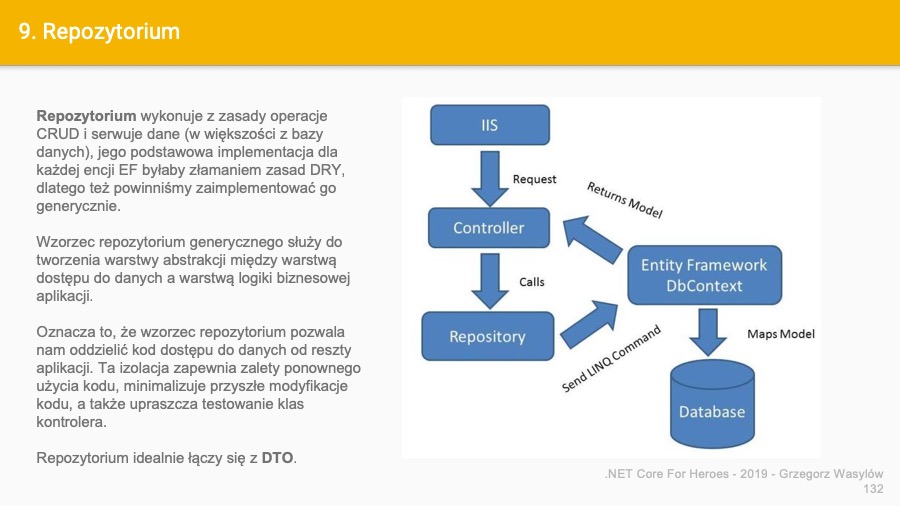 9. Repozytorium
Repozytorium wykonuje z zasady operacje
CRUD i serwuje dane (w większości z bazy
danych), jego podstawowa implementacja dla
każdej encji EF byłaby złamaniem zasad DRY,
dlatego też powinniśmy zaimplementować go
generycznie.
Wzorzec repozytorium generycznego służy do
tworzenia warstwy abstrakcji między warstwą
dostępu do danych a warstwą logiki biznesowej
aplikacji.
Oznacza to, że wzorzec repozytorium pozwala
nam oddzielić kod dostępu do danych od reszty
aplikacji. Ta izolacja zapewnia zalety ponownego
użycia kodu, minimalizuje przyszłe modyfikacje
kodu, a także upraszcza testowanie klas
kontrolera.
Repozytorium idealnie łączy się z DTO.
IIS
Request
Returns Model
Controller
Calls
Entity Framework
DbContext
Repository
Send LINQ Command
Maps Model
Database
.NET Core For Heroes - 2019 - Grzegorz Wasylów
132